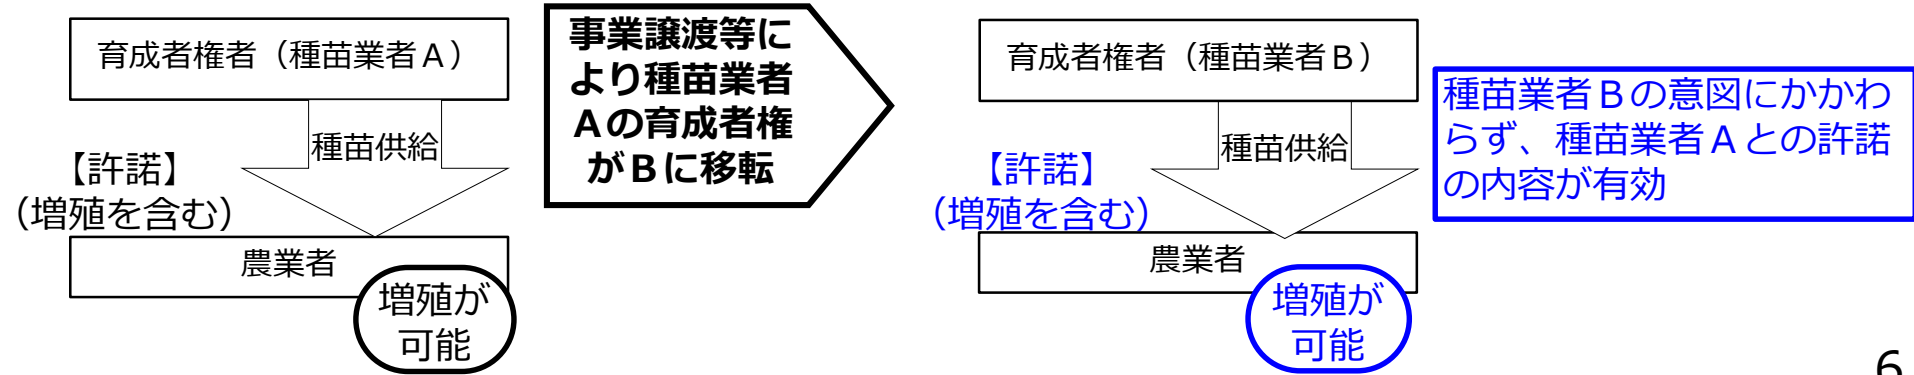 育成者権者（種苗業者Ａ）
種苗供給
【許諾】
（増殖を含む）
農業者
増殖が
可能
事業譲渡等に
より種苗業者
Ａの育成者権
がＢに移転
育成者権者（種苗業者Ｂ）
種苗供給
【許諾】
（増殖を含む）
農業者
増殖が
可能
種苗業者Ｂの意図にかかわ
らず、種苗業者Ａとの許諾
の内容が有効
6